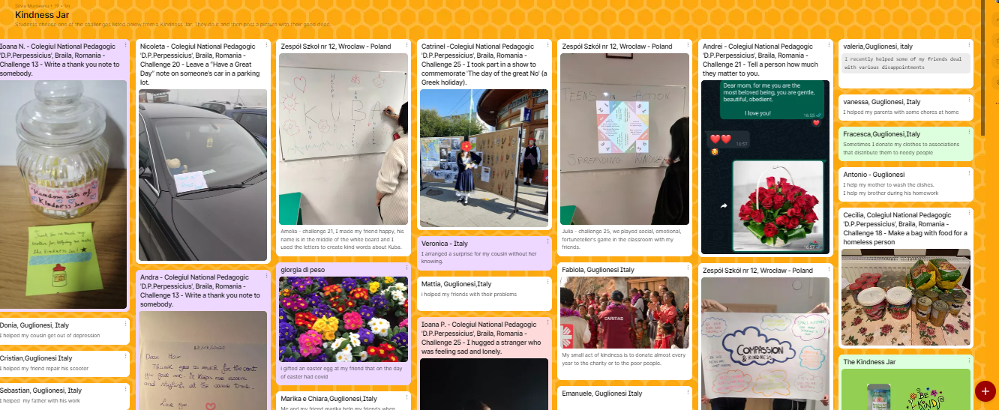 Silvia Munteanu + 19 • 1m
Kindness Jar
Students choose one of the challenges listed below from a Kindness Jar. They do it and then post a picture with their good deed.
Ioana N. - Colegiul National Pedagogic
'D.P.Perpessicius', Braila, Romania -
Challenge 13 - Write a thank you note to
somebody.
Random acts of
Kindness Jar
Thank you so much
mother for helping me make
the kindness jar!
Donia, Guglionesi, Italy
I helped my cousin get out of depression
Cristian,Guglionesi, Italy
I helped my friend repair his scooter
Sebastian, Guglionesi, Italy
I helped my father with his work
Nicoleta - Colegiul National Pedagogic
'D.P.Perpessicius', Braila, Romania -
Challenge 20 - Leave a "Have a Great
Day" note on someone's car in a parking
lot.
Andra - Colegiul National Pedagogic
'D.P.Perpessicius', Braila, Romania -
Challenge 13 - Write a thank you note to
somebody.
Dear Max,
Thank you so much for the coat
you gave me. It keeps me warm
and stylish at the same time.
Love you.
Zespół Szkół nr 12, Wrocław - Poland
KUBA
Amelia - challenge 21, I made my friend happy, his
name is in the middle of the white board and I
used the letters to create kind words about Kuba.
giorgia di peso
I gifted an easter egg at my friend that on the day
of easter had covid
Marika e Chiara,Guglionesi,Italy
Me and my friend marika help my friends when
Catrinel -Colegiul National Pedagogic
'D.P.Perpessicius', Braila, Romania -
Challenge 25 - I took part in a show to
commemorate 'The day of the great No' (a
Greek holiday).
Veronica - Italy
I arranged a surprise for my cousin without her
knowing.
Mattia, Guglionesi,Italy
i helped my friends with their problems
Ioana P. - Colegiul National Pedagogic
'D.P.Perpessicius', Braila, Romania -
Challenge 25 - I hugged a stranger who
was feeling sad and lonely.
Zespół Szkół nr 12, Wrocław - Poland
TEENS IN ACTION
SPREADING KINDNES
Julia - challenge 25, we played social, emotional,
fortuneteller's game in the classroom with my
friends.
Fabiola, Guglionesi Italy
CARITAS
My small act of kindness is to donate almost every
year to the charity or to the poor people.
Emanuele, Guglionesi Italy
Andrei - Colegiul National Pedagogic
'D.P.Perpessicius', Braila, Romania -
Challenge 21 - Tell a person how much
they matter to you.
Dear mom, for me you are the
most beloved being, you are gentle,
beautiful, obedient.
I love you!
16:55
16:57
16:57
Zespół Szkół nr 12, Wrocław - Poland
COMPASSION
& KINDNESS
valeria,Guglionesi, italy
I recently helped some of my friends deal
with various disappointments
vanessa, Guglionesi, Italy
I helped my parents with some chores at home
Fracesca,Guglionesi,Italy
Sometimes I donate my clothes to associations
that distribute them to needy people
Antonio - Guglionesi
I help my mother to wash the dishes.
I help my brother during his homework
Cecilia, Colegiul National Pedagogic
'D.P.Perpessicius', Braila, Romania -
Challenge 18 - Make a bag with food for a
homeless person
The Kindness Jar
BE
KIND